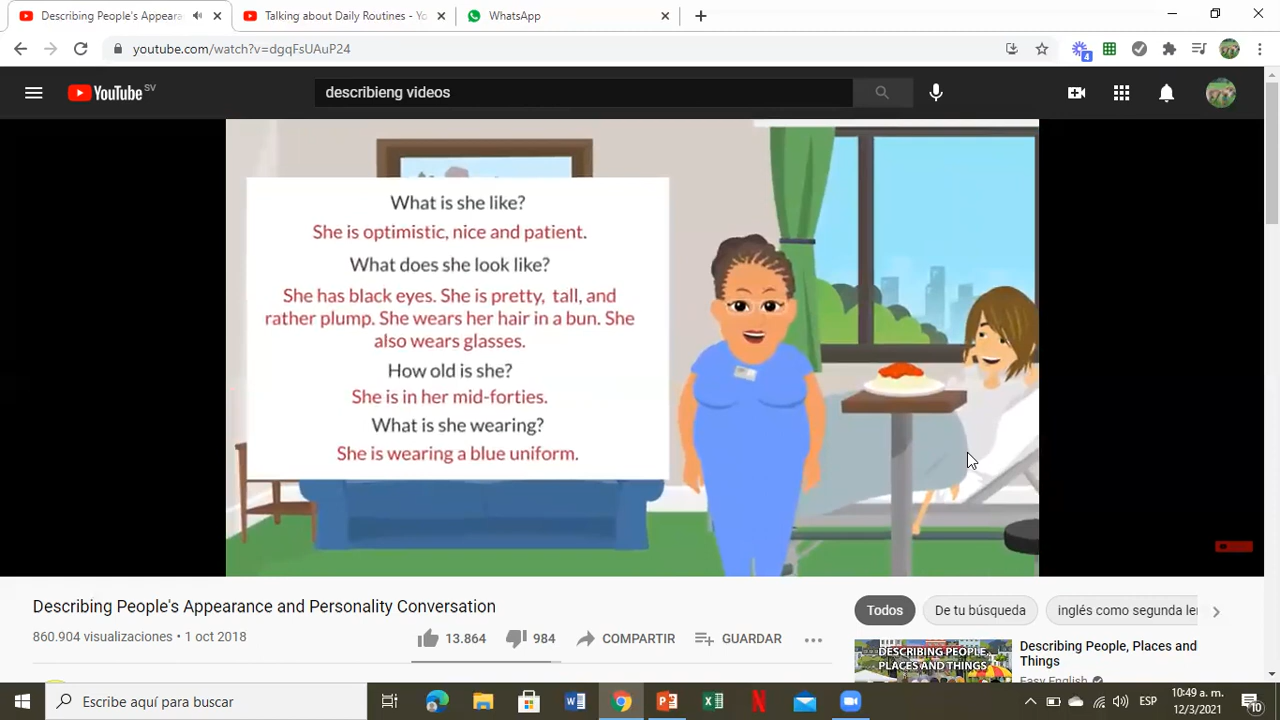 Describing People's Appeara
Talking about Daily Routines - Yo
WhatsApp
youtube.com/watch?v=dgqFsUAuP24
4
YouTube SV
describieng videos
What is she like?
She is optimistic, nice and patient.
What does she look like?
She has black eyes. She is pretty, tall, and
rather plump. She wears her hair in a bun. She
also wears glasses.
How old is she?
She is in her mid-forties.
What is she wearing?
She is wearing a blue uniform.
Describing People's Appearance and Personality Conversation
860.904 visualizaciones • 1 oct 2018
13.864
984
COMPARTIR
GUARDAR
Todos
De tu búsqueda
inglés como segunda ler
DESCRIBING PEOPLE,
PLACES AND THINGS
Describing People, Places and
Things
Easy English
Escribe aquí para buscar
ESP
10:49 a. m.
12/3/2021
10